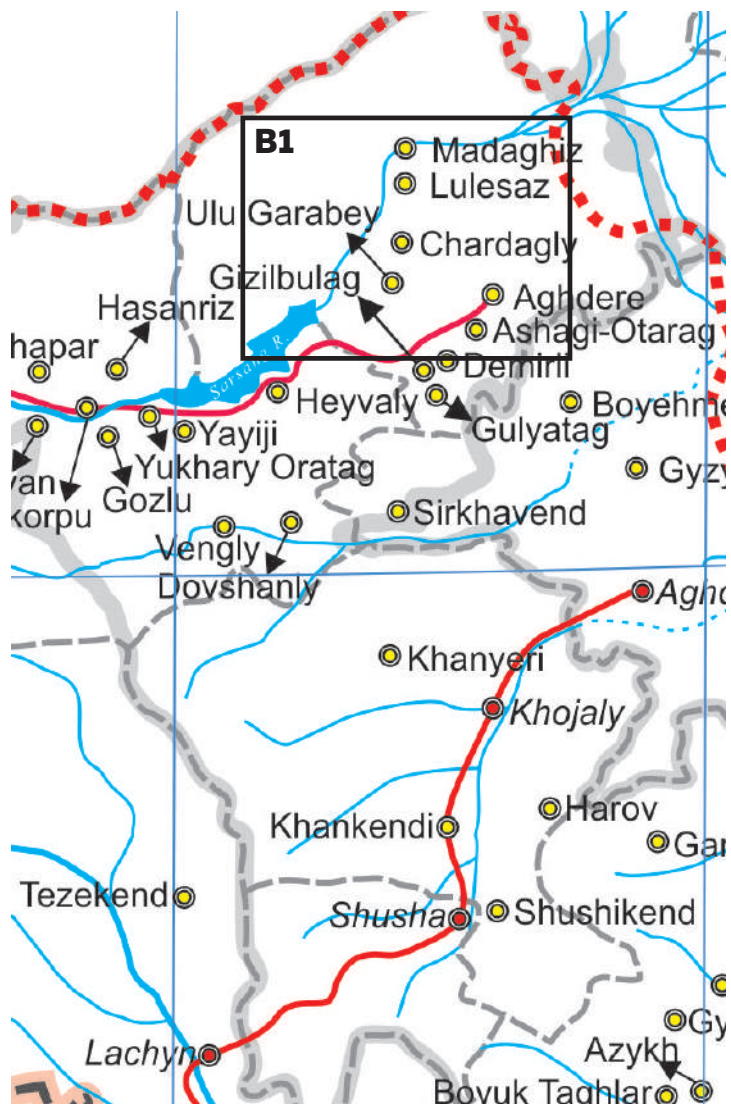 B1
Madaghiz
Lulesaz
Ulu Garabey
Chardagly
Gizilbulag
Aghdere
Hasanriz
Ashagi-Otarag
hapar
Sarsang R.
Demirli
Heyvaly
Boyehme
Gulyatag
Yayiji
Yukhary Oratag
Gyzy
van
Gozlu
korpu
Sirkhavend
Vengly
Dovshanly
Aghd
Khanyeri
Khojaly
Harov
Khankendi
Gar
Tezekend
Shusha
Shushikend
Gy
Azykh
Lachyn
Boyuk Taghlar